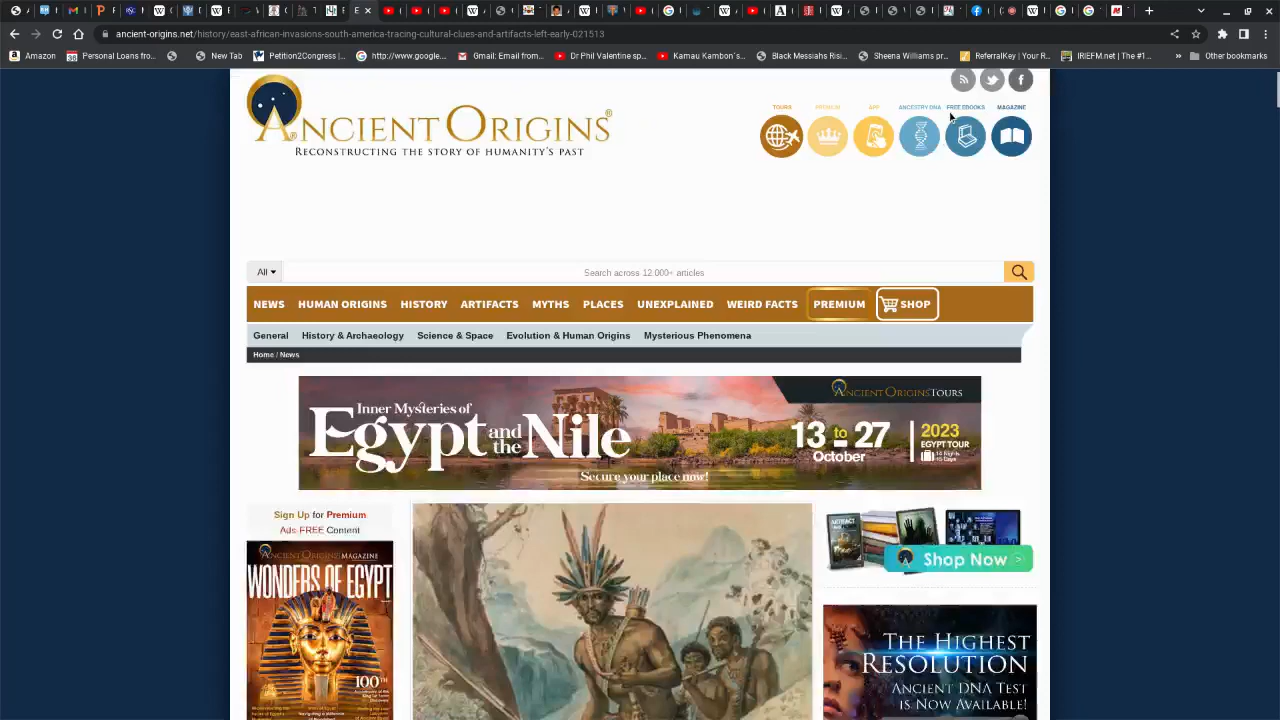 ancient-origins.net/history/east-african-invasions-south-america-tracing-cultural-clues-and-artifacts-left-early-021513
Amazon
Personal Loans fro...
New Tab
Petition2Congress |...
http://www.google...
Gmail: Email from...
Dr Phil Valentine sp...
Kamau Kambon`s...
Black Messiahs Risi...
Sheena Williams on...
ReferralKey | Your R...
IRIEFM.net | The #1...
Other bookmarks
ANCIENT ORIGINS®
RECONSTRUCTING THE STORY OF HUMANITY'S PAST
TOURS
PREMIUM
APP
ANCESTRY DNA
FREE EBOOKS
MAGAZINE
All
Search across 12,000+ articles
NEWS HUMAN ORIGINS HISTORY ARTIFACTS MYTHS PLACES UNEXPLAINED WEIRD FACTS PREMIUM SHOP
General History & Archaeology Science & Space Evolution & Human Origins Mysterious Phenomena
Home / News
ANCIENT ORIGINS TOURS
Inner Mysteries of
Egypt and the Nile
13 to 27
October
2023
EGYPT TOUR
Secure your place now!
Sign Up for Premium
Ads-FREE Content
ANCIENT ORIGINS MAGAZINE
WONDERS OF EGYPT
100TH
Shop Now >
THE HIGHEST
RESOLUTION
ANCIENT DNA TEST
IS NOW AVAILABLE!